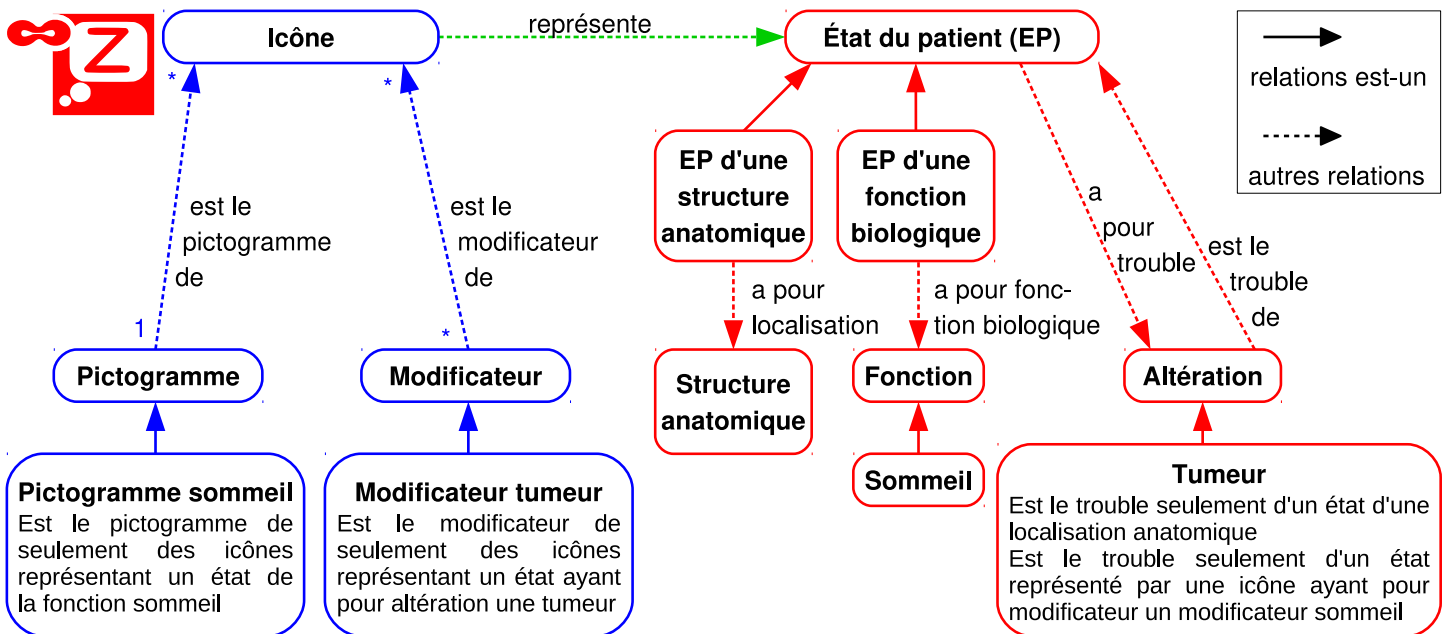 Z
Icône
représente
État du patient (EP)
relations est-un
autres relations
*
*
est le
pictogramme
de
1
est le
modificateur
de
*
EP d'une
structure
anatomique
EP d'une
fonction
biologique
a
pour
trouble
est le
trouble
de
a pour
localisation
a pour fonc-
tion biologique
Pictogramme
Modificateur
Structure
anatomique
Fonction
Altération
Pictogramme sommeil
Est le pictogramme de
seulement des icônes
représentant un état de
la fonction sommeil
Modificateur tumeur
Est le modificateur de
seulement des icônes
représentant un état ayant
pour altération une tumeur
Sommeil
Tumeur
Est le trouble seulement d'un état d'une
localisation anatomique
Est le trouble seulement d'un état
représenté par une icône ayant pour
modificateur un modificateur sommeil